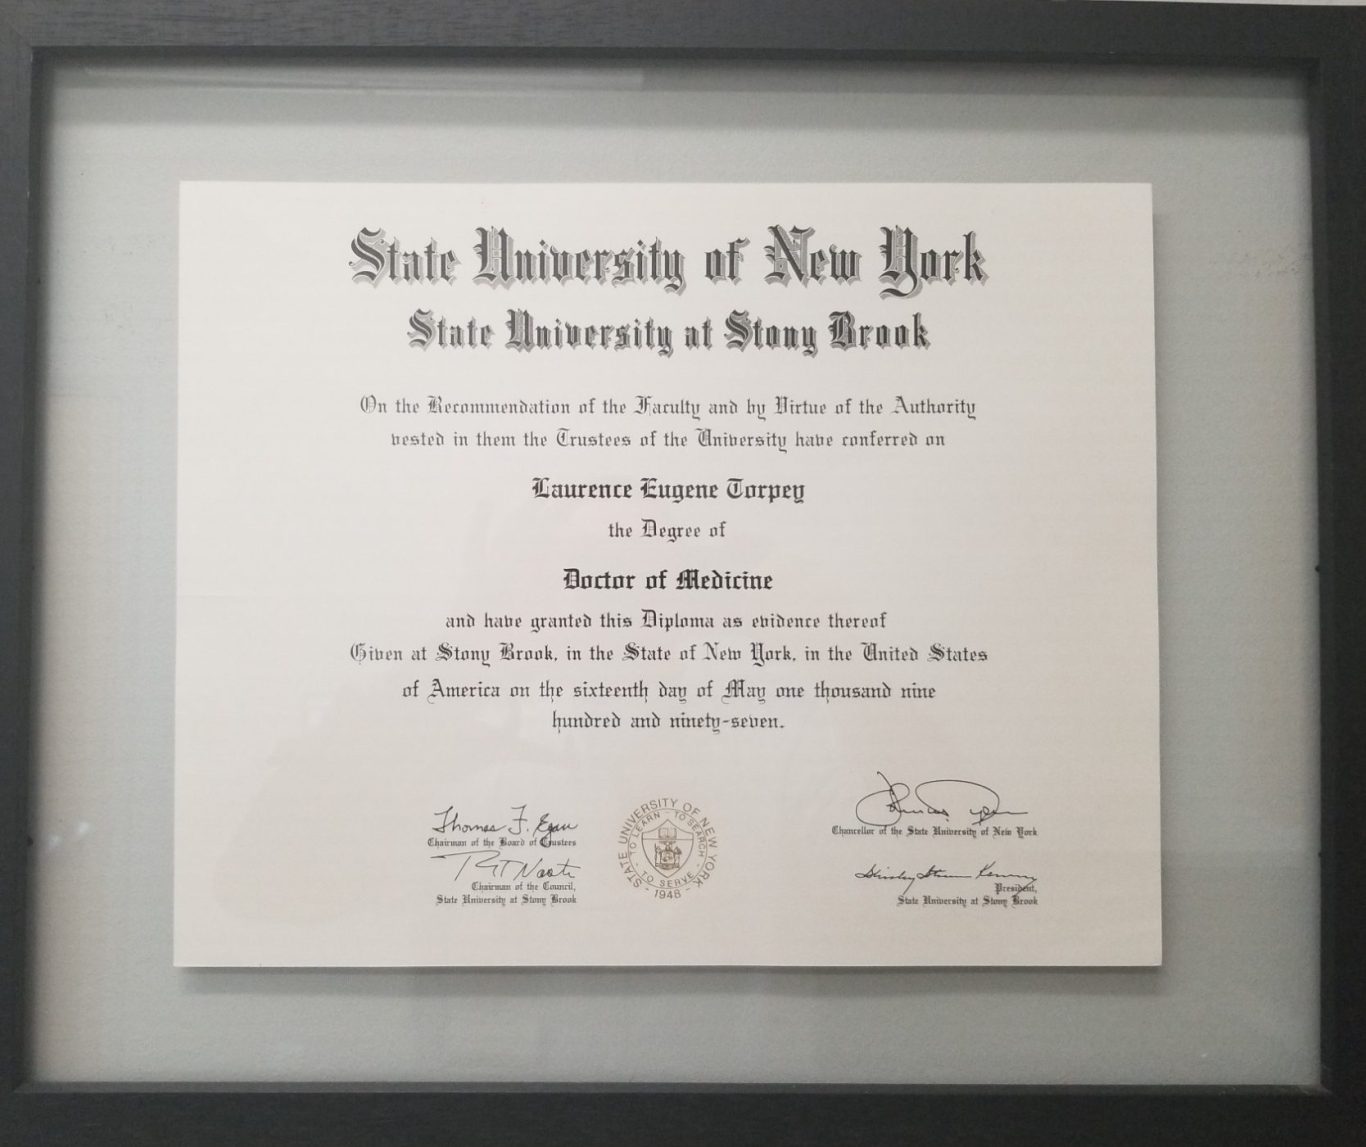 State University of New York
State University at Stony Brook
On the Recommendation of the Faculty and by Virtue of the Authority
vested in them the Trustees of the University have conferred on
Laurence Eugene Torpey
the Degree of
Doctor of Medicine
and have granted this Diploma as evidence thereof
Given at Stony Brook, in the State of New York, in the United States
of America on the sixteenth day of May one thousand nine
hundred and ninety-seven.
Thomas F. Egan
Chairman of the Board of Trustees
Chairman of the Council,
State University at Stony Brook
STATE UNIVERSITY OF NEW YORK
TO LEARN - TO SEARCH
TO SERVE
- 1948 -
Chancellor of the State University of New York
Shirley Strum Kenny
President,
State University at Stony Brook